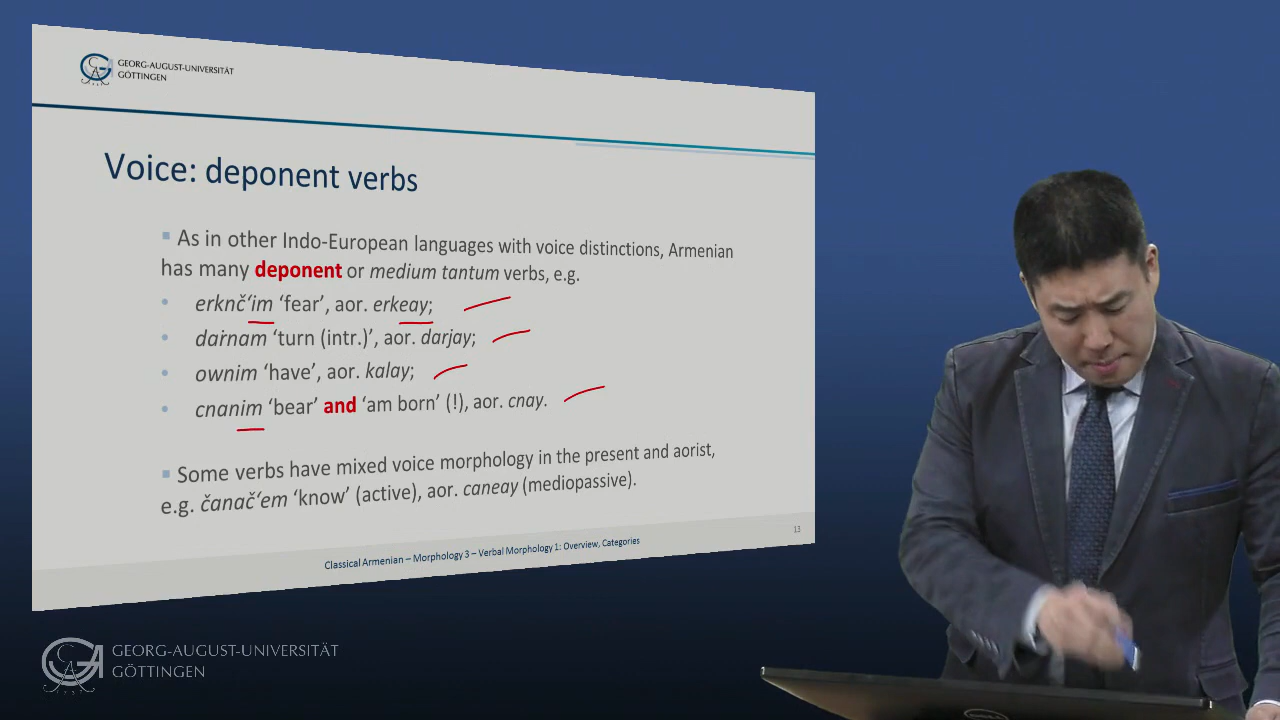 GEORG-AUGUST-UNIVERSITÄT
GÖTTINGEN
Voice: deponent verbs
▪ As in other Indo-European languages with voice distinctions, Armenian
has many deponent or medium tantum verbs, e.g.
• erknč‘im ‘fear’, aor. erkeay;
• daṙnam ‘turn (intr.)’, aor. darjay;
• ownim ‘have’, aor. kalay;
• cnanim ‘bear’ and ‘am born’ (!), aor. cnay.
▪ Some verbs have mixed voice morphology in the present and aorist,
e.g. čanač‘em ‘know’ (active), aor. caneay (mediopassive).
13
Classical Armenian – Morphology 3 – Verbal Morphology 1: Overview, Categories
GEORG-AUGUST-UNIVERSITÄT
GÖTTINGEN